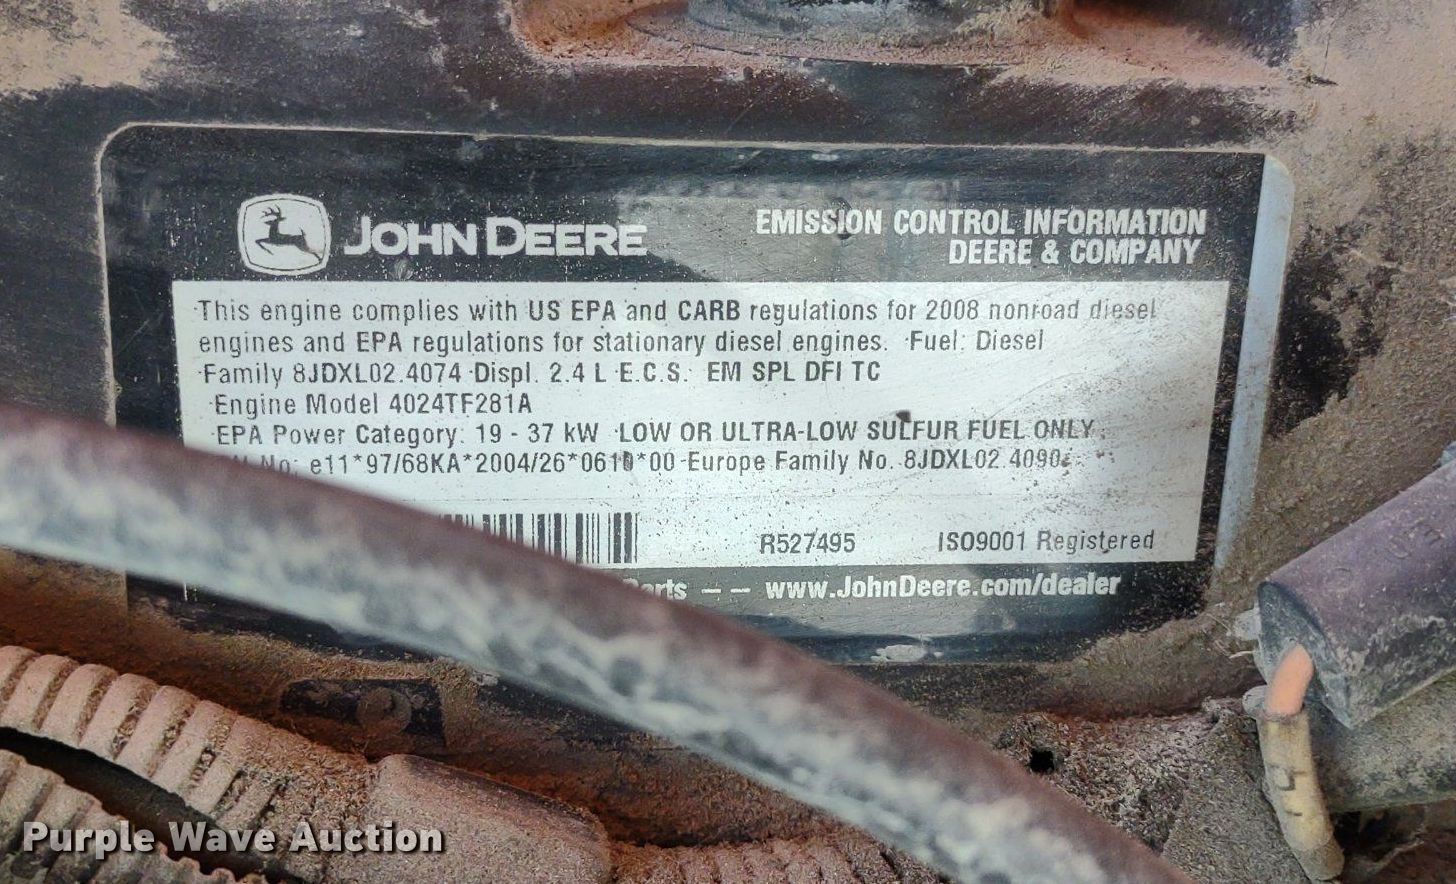 JOHN DEERE
EMISSION CONTROL INFORMATION
DEERE & COMPANY
This engine complies with US EPA and CARB regulations for 2008 nonroad diesel
engines and EPA regulations for stationary diesel engines. Fuel: Diesel
Family 8JDXL02.4074 Displ. 2.4 L E.C.S. EM SPL DFI TC
Engine Model 4024TF281A
EPA Power Category: 19 - 37 kW LOW OR ULTRA-LOW SULFUR FUEL ONLY
No: e11*97/68KA*2004/26*0610*00 Europe Family No. 8JDXL02.4090
R527495 ISO9001 Registered
Parts -- www.JohnDeere.com/dealer
Purple Wave Auction